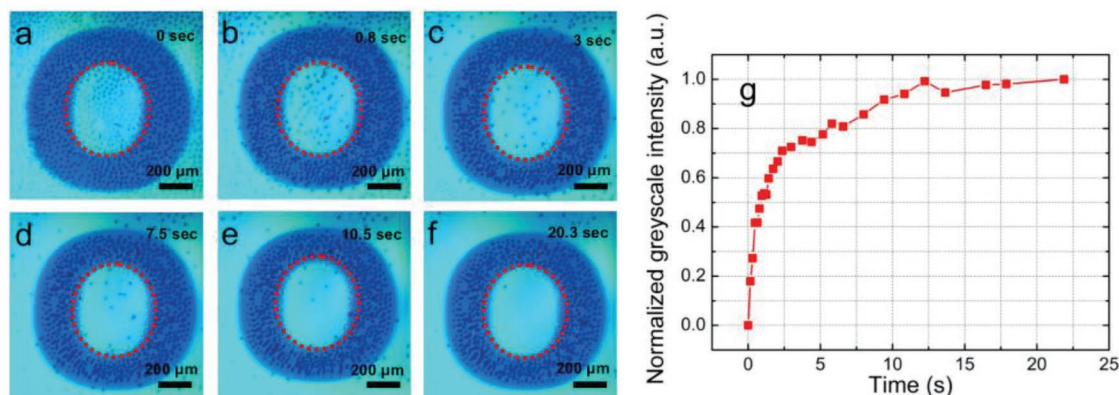 a
0 sec
200 μm
b
0.8 sec
200 μm
c
3 sec
200 μm
d
7.5 sec
200 μm
e
10.5 sec
200 μm
f
20.3 sec
200 μm
g
Normalized greyscale intensity (a.u.)
1.0
0.8
0.6
0.4
0.2
0.0
0 5 10 15 20 25
Time (s)